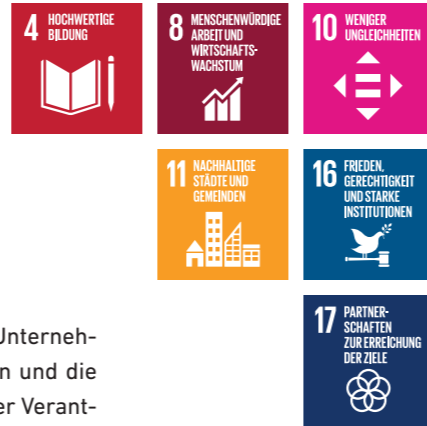 4 HOCHWERTIGE
BILDUNG
8 MENSCHENWÜRDIGE
ARBEIT UND
WIRTSCHAFTS-
WACHSTUM
10 WENIGER
UNGLEICHHEITEN
11 NACHHALTIGE
STÄDTE UND
GEMEINDEN
16 FRIEDEN,
GERECHTIGKEIT
UND STARKE
INSTITUTIONEN
17 PARTNER-
SCHAFTEN
ZUR ERREICHUNG
DER ZIELE
Unterneh-
n und die
er Verant-